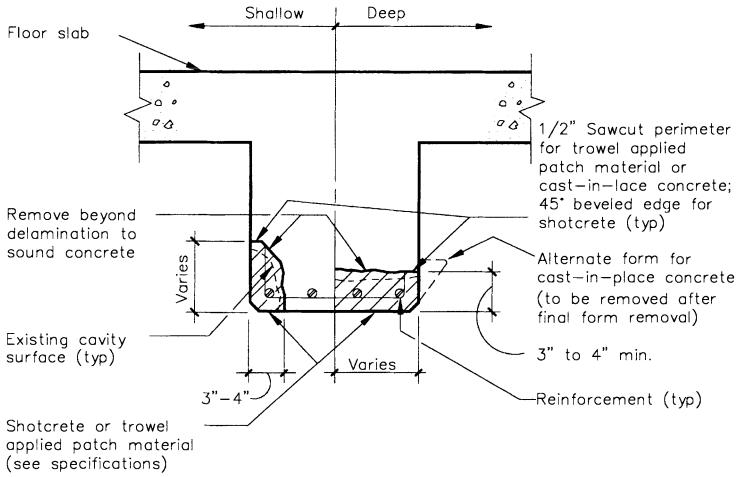 Shallow
Deep
Floor slab
1/2" Sawcut perimeter
for trowel applied
patch material or
cast-in-lace concrete;
45° beveled edge for
shotcrete (typ)
Remove beyond
delamination to
sound concrete
Varies
Alternate form for
cast-in-place concrete
(to be removed after
final form removal)
Existing cavity
surface (typ)
3" to 4" min.
Varies
3"-4"
Reinforcement (typ)
Shotcrete or trowel
applied patch material
(see specifications)